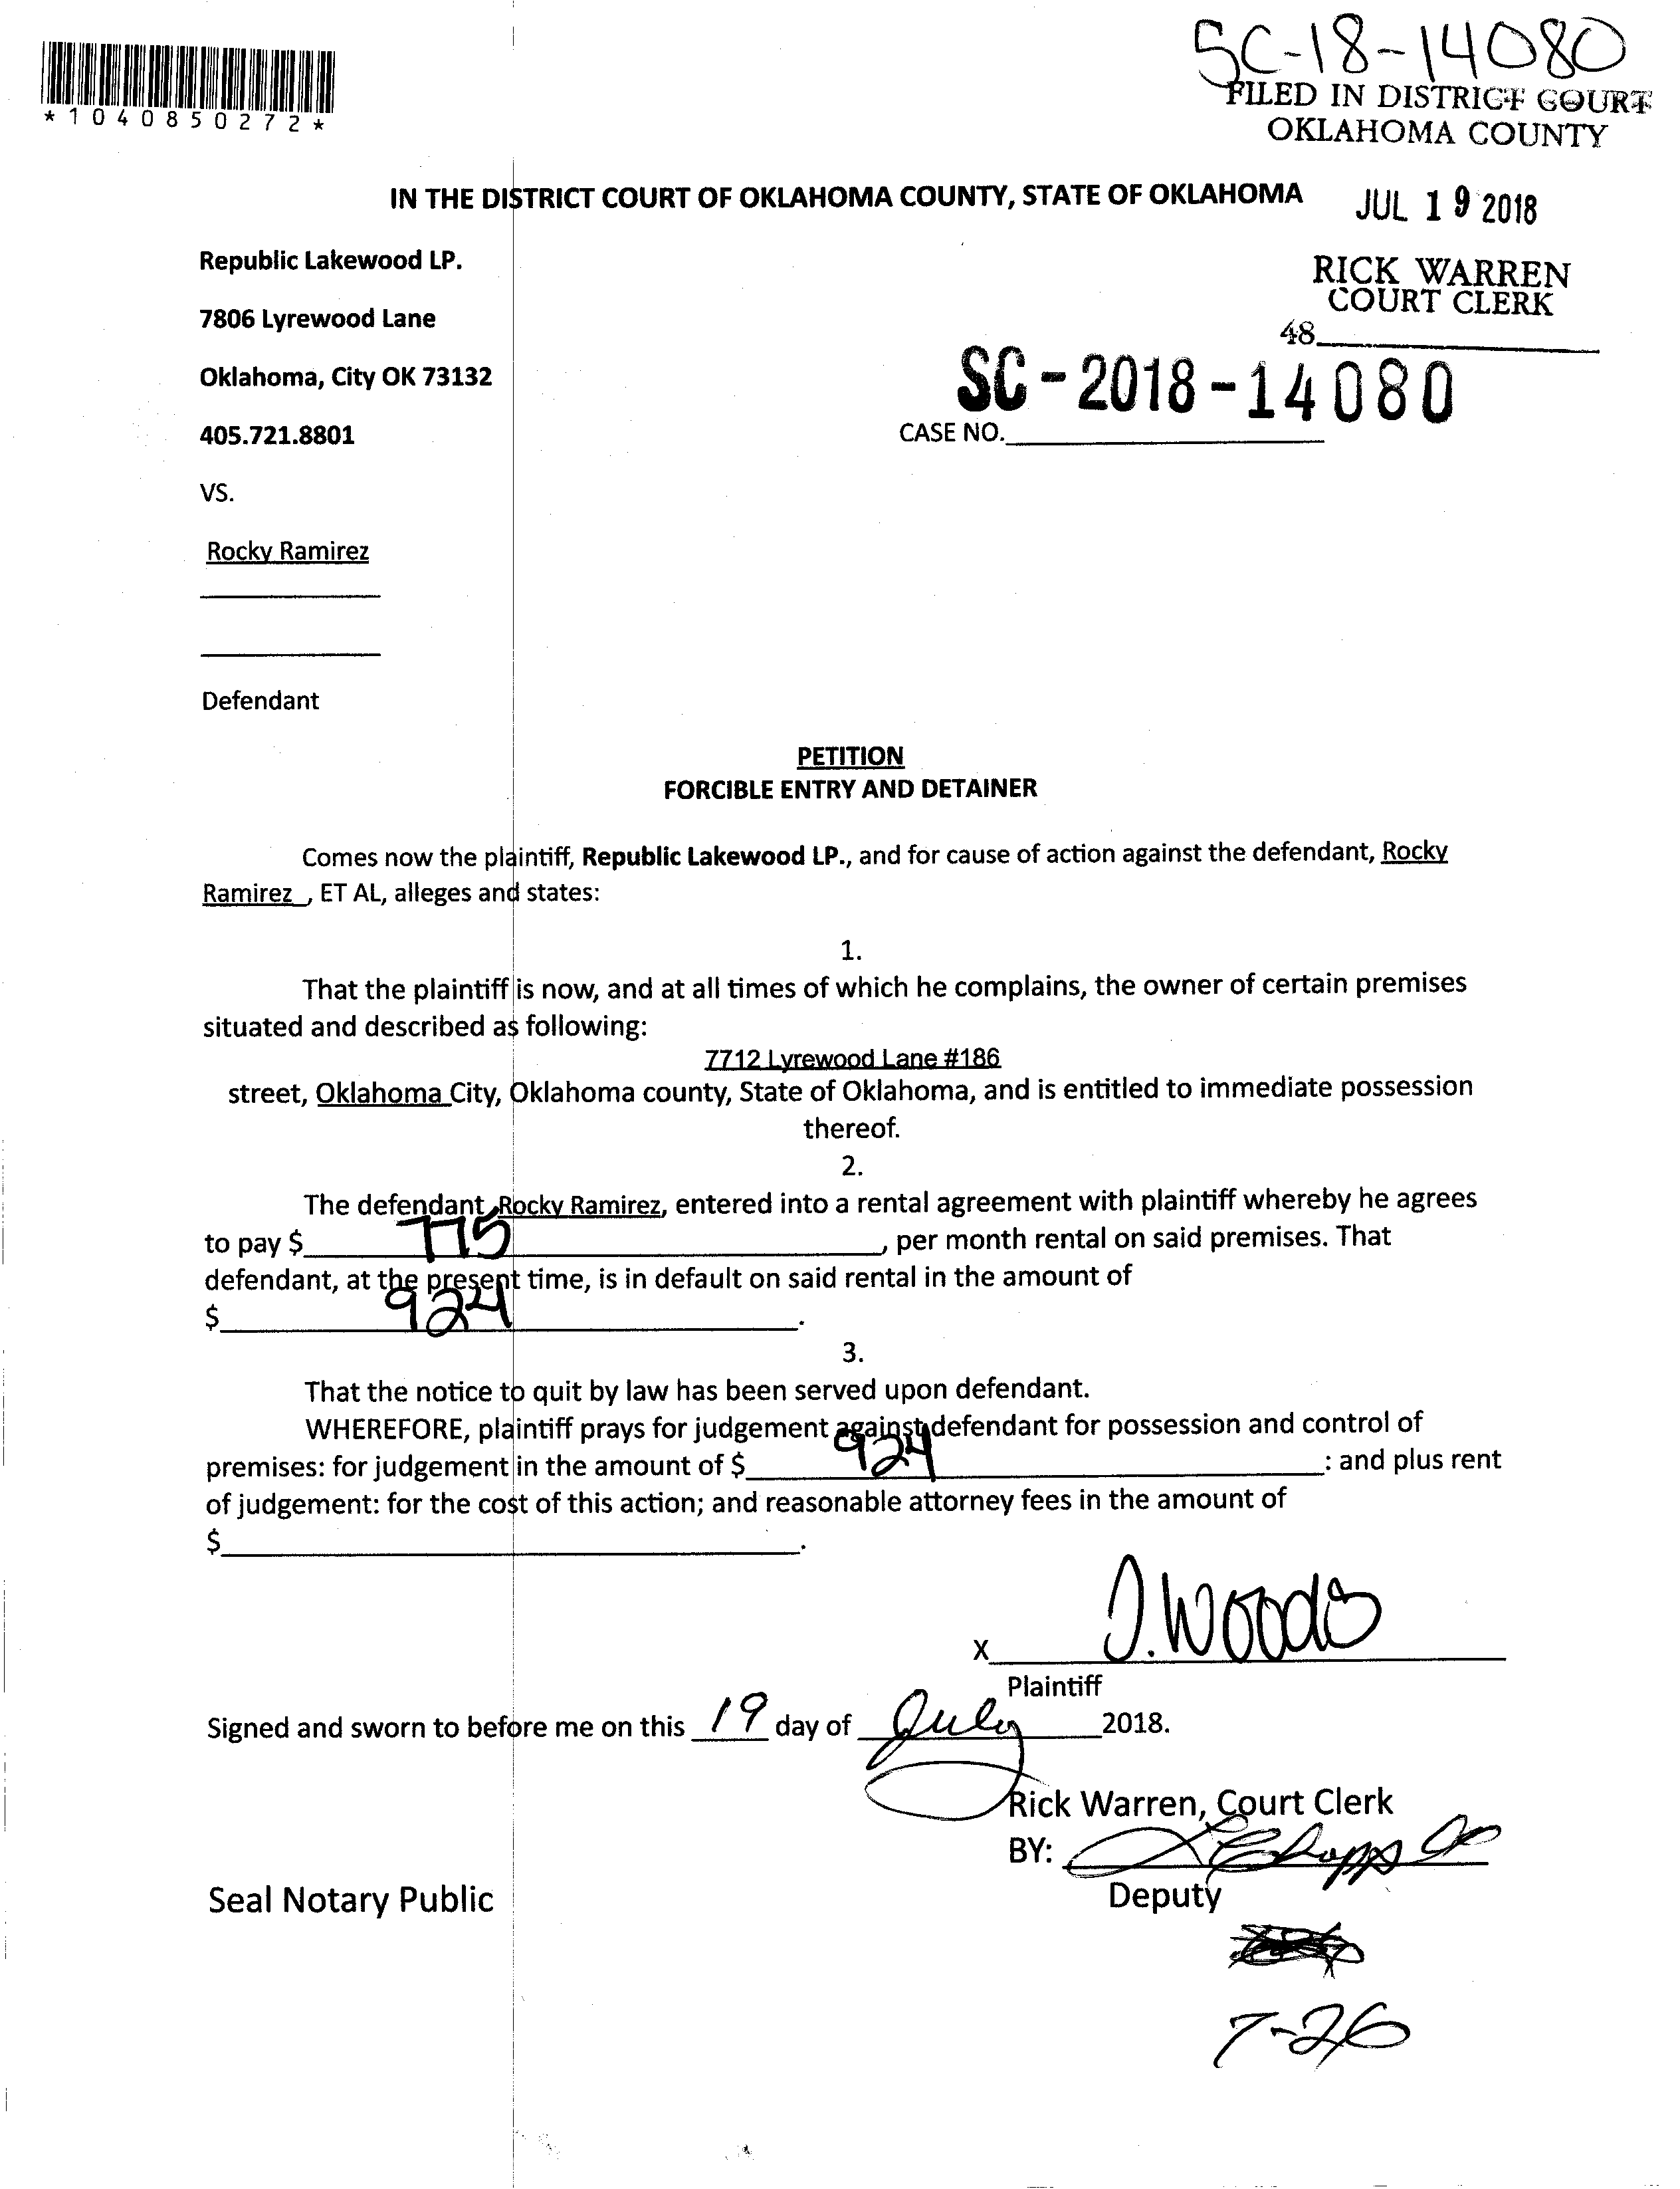 SC-18-14080
*1040850272*
FILED IN DISTRICT COURT
OKLAHOMA COUNTY
IN THE DISTRICT COURT OF OKLAHOMA COUNTY, STATE OF OKLAHOMA
JUL 19 2018
Republic Lakewood LP.
RICK WARREN
COURT CLERK
7806 Lyrewood Lane
48
Oklahoma, City OK 73132
SC-2018-14080
405.721.8801
CASE NO.
VS.
Rocky Ramirez
Defendant
PETITION
FORCIBLE ENTRY AND DETAINER
Comes now the plaintiff, Republic Lakewood LP., and for cause of action against the defendant, Rocky
Ramirez , ET AL, alleges and states:
1.
That the plaintiff is now, and at all times of which he complains, the owner of certain premises
situated and described as following:
7712 Lyrewood Lane #186
street, Oklahoma City, Oklahoma county, State of Oklahoma, and is entitled to immediate possession
thereof.
2.
The defendant, Rocky Ramirez, entered into a rental agreement with plaintiff whereby he agrees
to pay $ 775, per month rental on said premises. That
defendant, at the present time, is in default on said rental in the amount of
$ 924.
3.
That the notice to quit by law has been served upon defendant.
WHEREFORE, plaintiff prays for judgement against defendant for possession and control of
premises: for judgement in the amount of $ 924: and plus rent
of judgement: for the cost of this action; and reasonable attorney fees in the amount of
$ .
X J. Woods
Plaintiff
Signed and sworn to before me on this 19 day of July 2018.
Rick Warren, Court Clerk
BY:
Seal Notary Public
Deputy
7-26